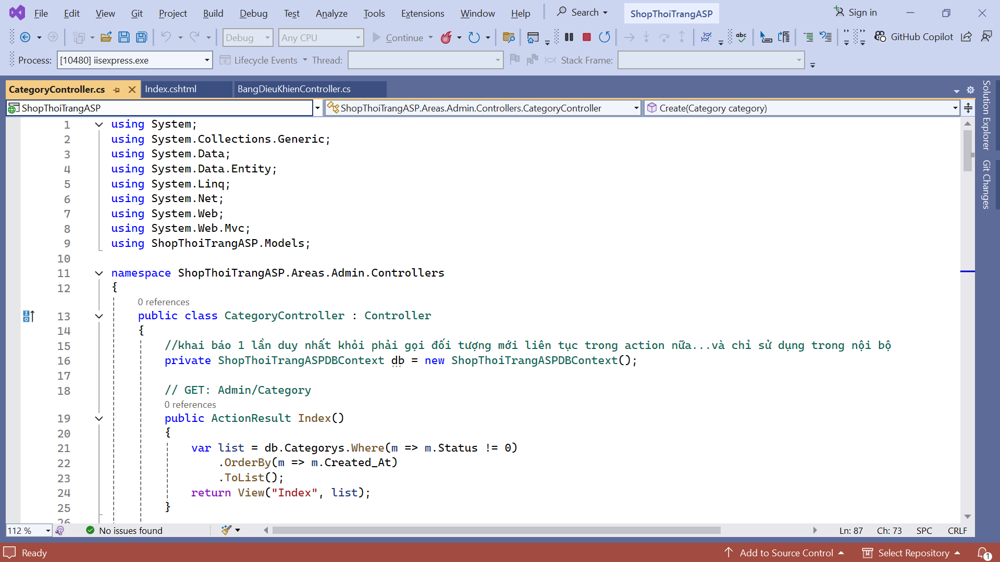 File Edit View Git Project Build Debug Test Analyze Tools Extensions Window Help Search ShopThoiTrangASP Sign in
Debug Any CPU Continue abc GitHub Copilot
Process: [10480] iisexpress.exe Lifecycle Events Thread: Stack Frame:
CategoryController.cs Index.cshtml BangDieuKhienController.cs
ShopThoiTrangASP ShopThoiTrangASP.Areas.Admin.Controllers.CategoryController Create(Category category)
1 using System;
2 using System.Collections.Generic;
3 using System.Data;
4 using System.Data.Entity;
5 using System.Linq;
6 using System.Net;
7 using System.Web;
8 using System.Web.Mvc;
9 using ShopThoiTrangASP.Models;
10
11 namespace ShopThoiTrangASP.Areas.Admin.Controllers
12 {
0 references
13 public class CategoryController : Controller
14 {
15 //khai báo 1 lần duy nhất khỏi phải gọi đối tượng mới liên tục trong action nữa...và chỉ sử dụng trong nội bộ
16 private ShopThoiTrangASPDBContext db = new ShopThoiTrangASPDBContext();
17
18 // GET: Admin/Category
0 references
19 public ActionResult Index()
20 {
21 var list = db.Categorys.Where(m => m.Status != 0)
22 .OrderBy(m => m.Created_At)
23 .ToList();
24 return View("Index", list);
25 }
26
112 % No issues found Ln: 87 Ch: 73 SPC CRLF
Ready Add to Source Control Select Repository 1
Solution Explorer
Git Changes